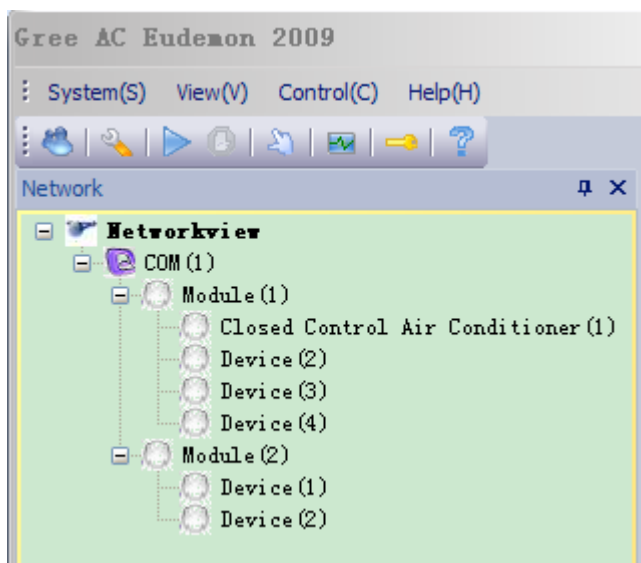 Gree AC Eudemon 2009
System(S) View(V) Control(C) Help(H)
Network
Networkview
COM(1)
Module(1)
Closed Control Air Conditioner(1)
Device(2)
Device(3)
Device(4)
Module(2)
Device(1)
Device(2)